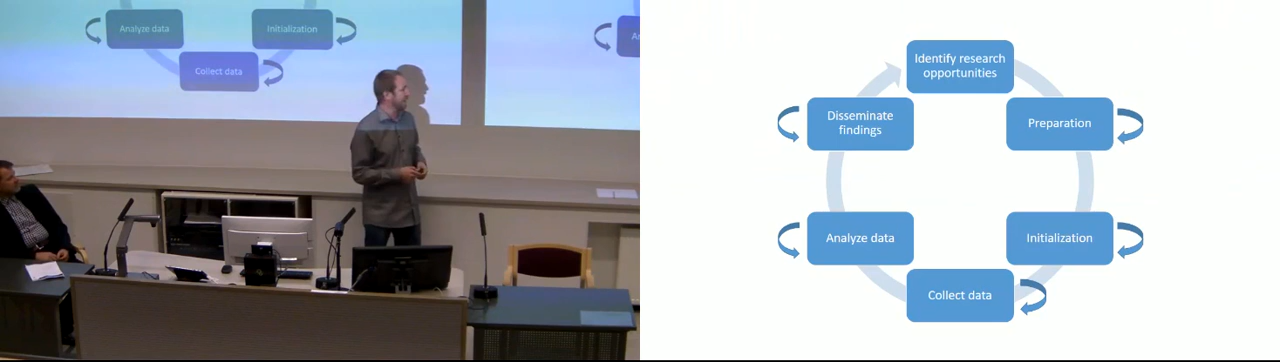 Analyze data
Initialization
Collect data
Identify research
opportunities
Disseminate
findings
Preparation
Analyze data
Initialization
Collect data